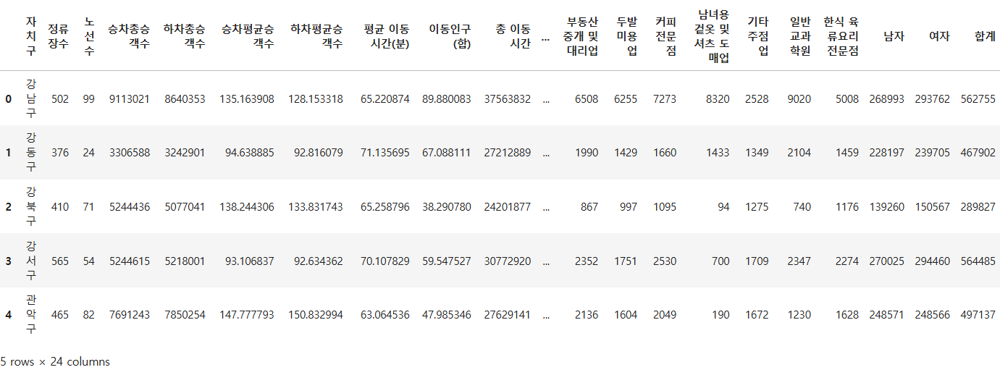 자치구 정류장수 노선수 승차총승객수 하차총승객수 승차평균승객수 하차평균승객수 평균 이동시간(분) 이동인구(합) 총 이동시간 ... 부동산 중개 및 대리업 두발 미용업 커피 전문점 남녀용 겉옷 및 셔츠 도매업 기타 주점업 일반 교과 학원 한식 육류요리 전문점 남자 여자 합계
0 강남구 502 99 9113021 8640353 135.163908 128.153318 65.220874 89.880083 37563832 ... 6508 6255 7273 8320 2528 9020 5008 268993 293762 562755
1 강동구 376 24 3306588 3242901 94.638885 92.816079 71.135695 67.088111 27212889 ... 1990 1429 1660 1433 1349 2104 1459 228197 239705 467902
2 강북구 410 71 5244436 5077041 138.244306 133.831743 65.258796 38.290780 24201877 ... 867 997 1095 94 1275 740 1176 139260 150567 289827
3 강서구 565 54 5244615 5218001 93.106837 92.634362 70.107829 59.547527 30772920 ... 2352 1751 2530 700 1709 2347 2274 270025 294460 564485
4 관악구 465 82 7691243 7850254 147.777793 150.832994 63.064536 47.985346 27629141 ... 2136 1604 2049 190 1672 1230 1628 248571 248566 497137
5 rows × 24 columns